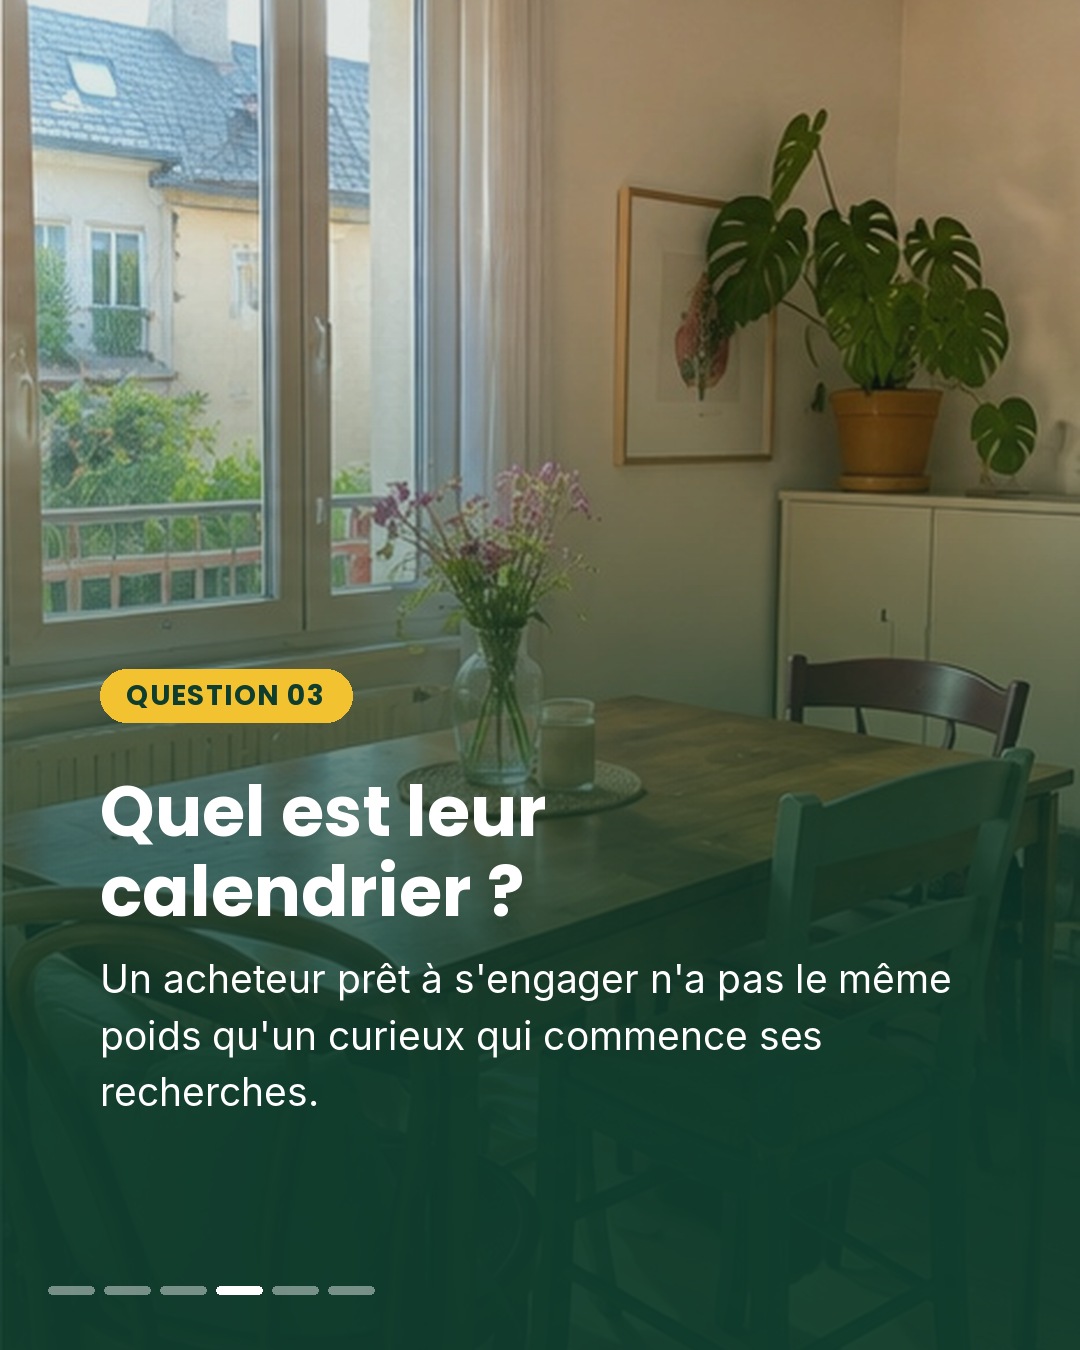 QUESTION 03
Quel est leur
calendrier ?
Un acheteur prêt à s'engager n'a pas le même
poids qu'un curieux qui commence ses
recherches.